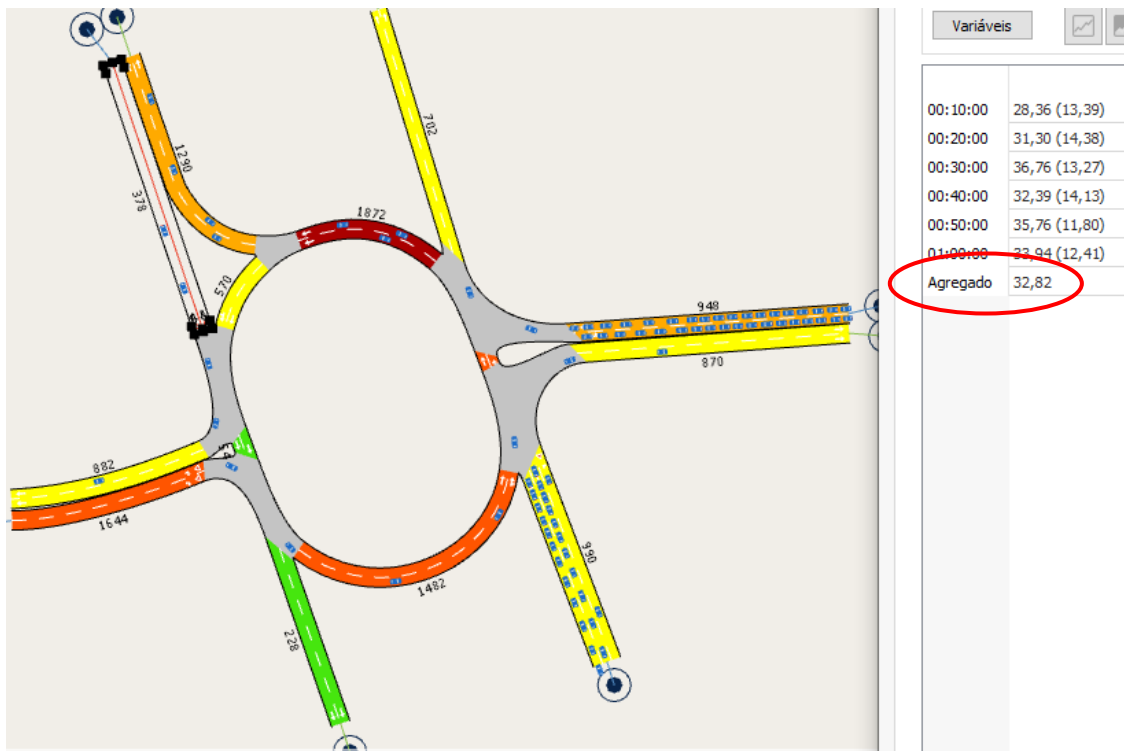 Variáveis
00:10:00 28,36 (13,39)
00:20:00 31,30 (14,38)
00:30:00 36,76 (13,27)
00:40:00 32,39 (14,13)
00:50:00 35,76 (11,80)
01:00:00 33,94 (12,41)
Agregado 32,82
702
1290
378
1872
570
948
870
882
54
1644
990
1482
228